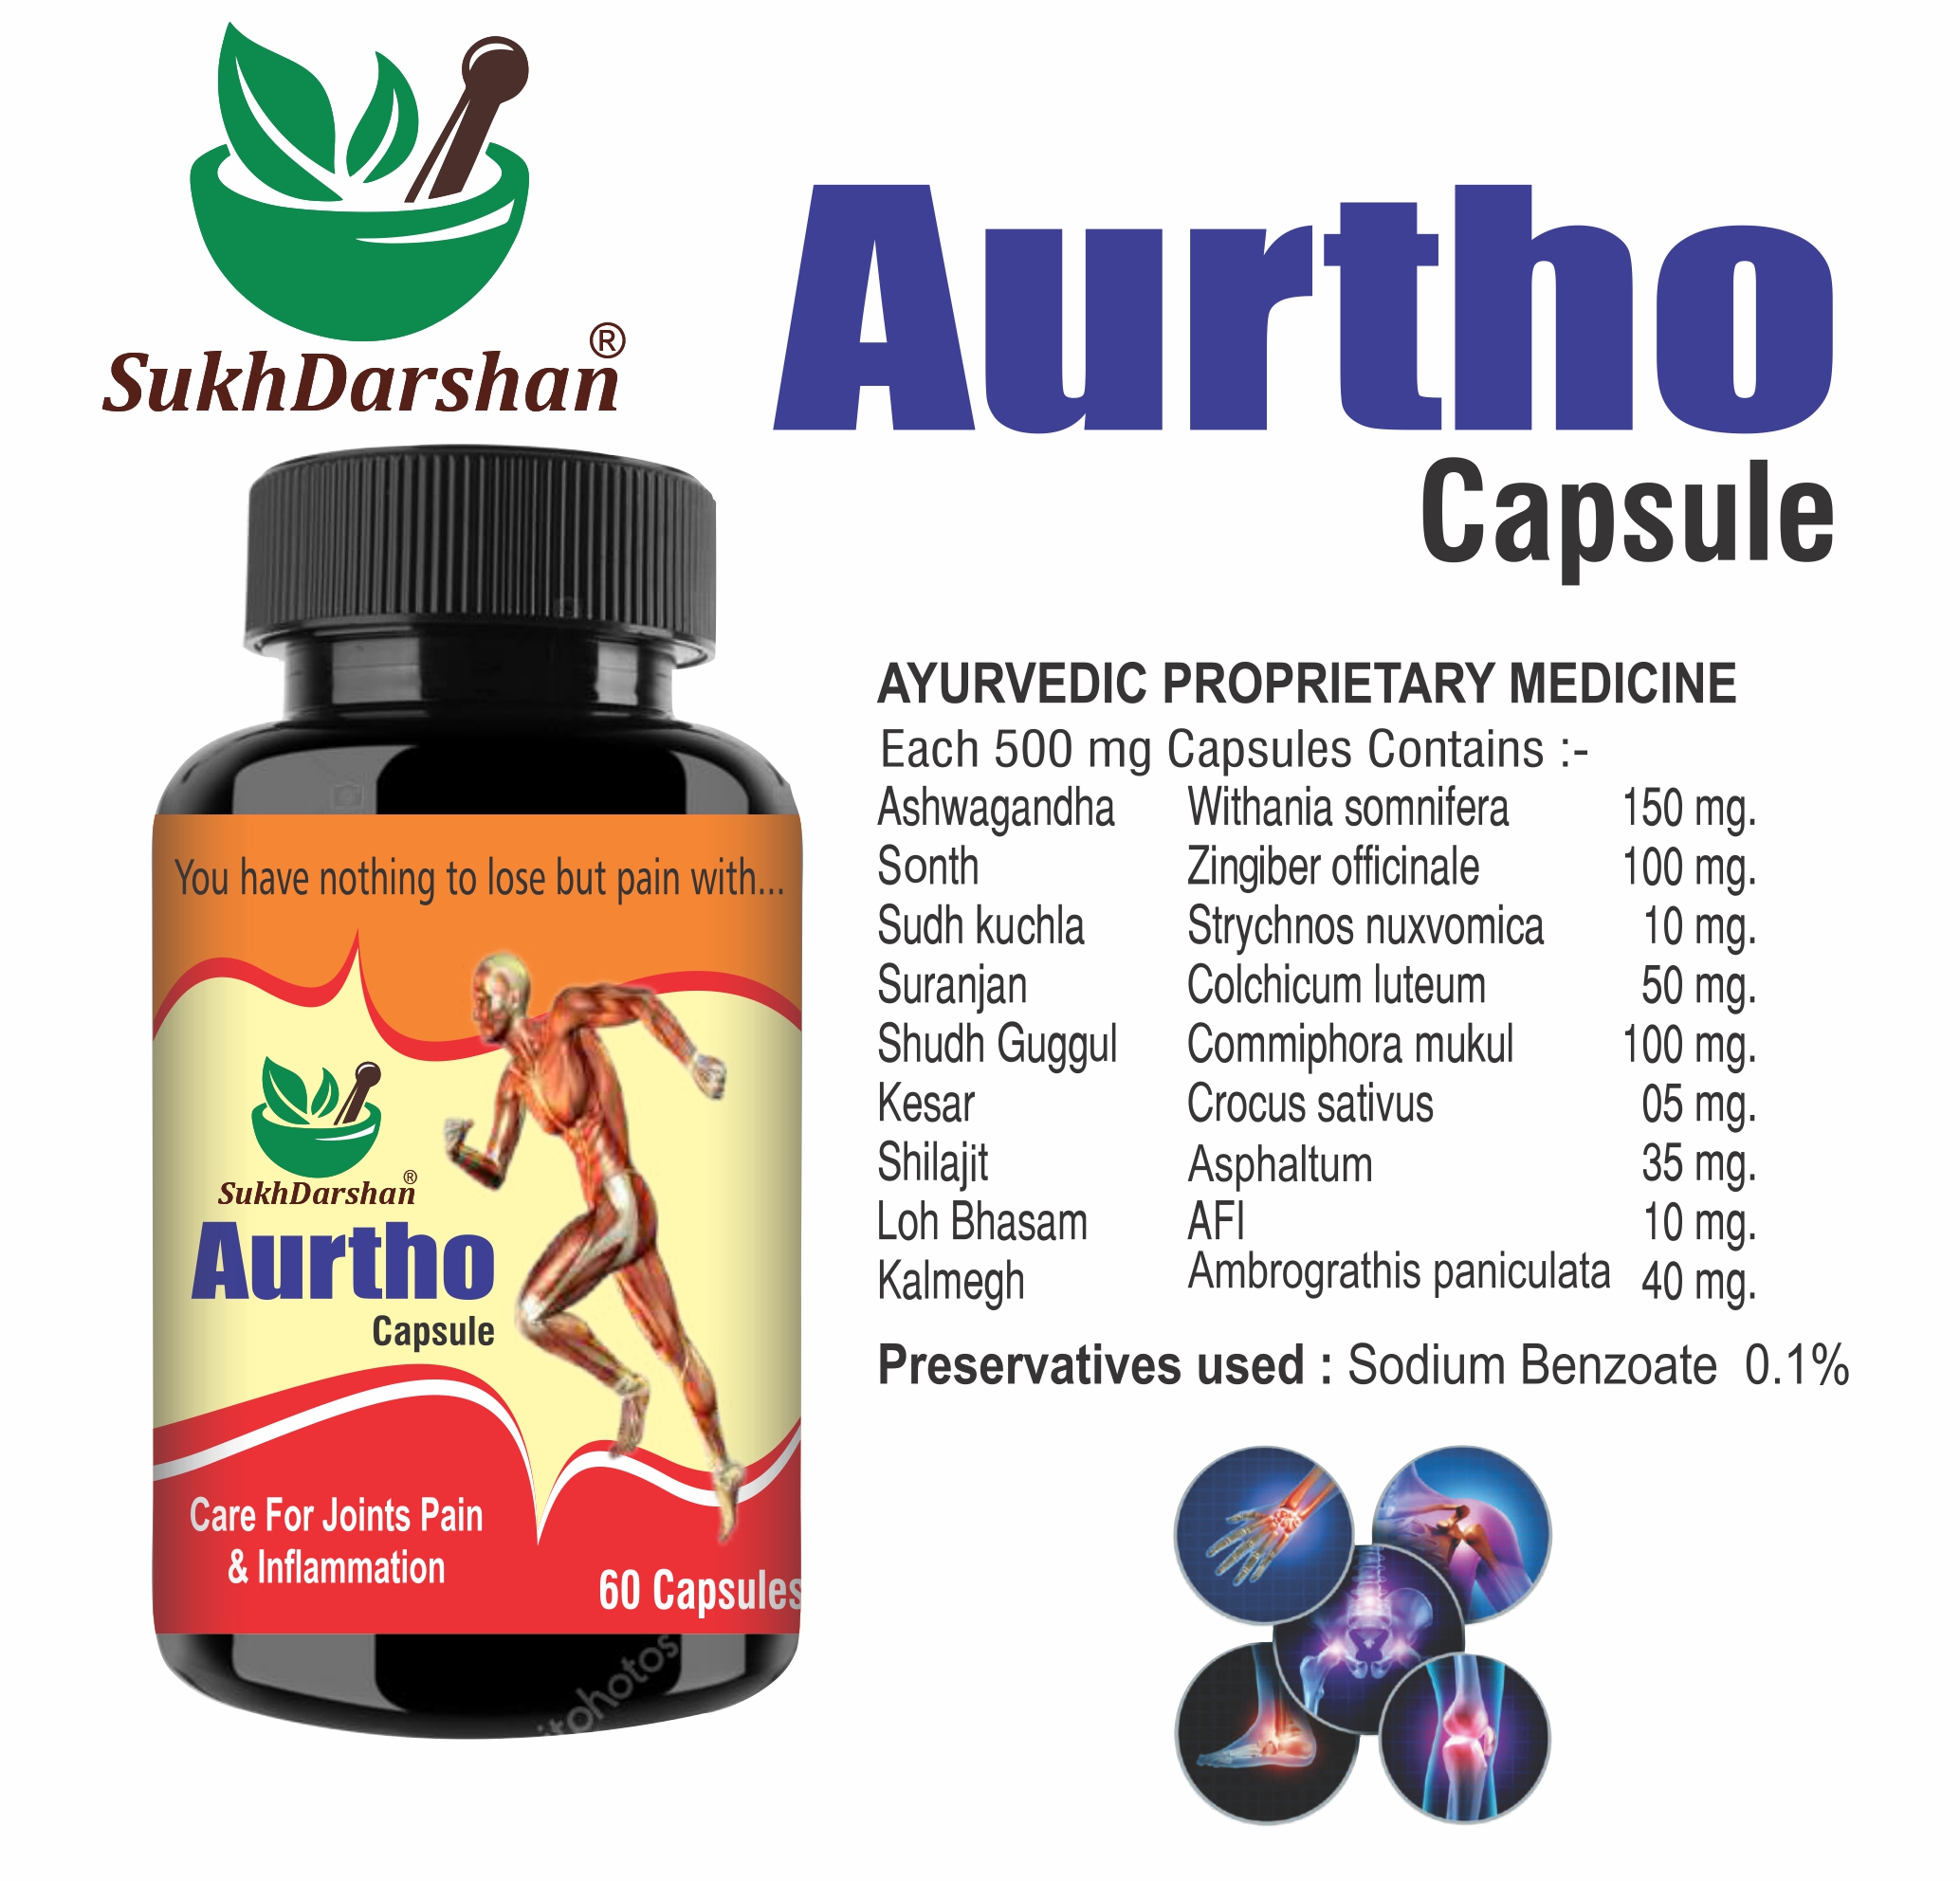 SukhDarshan®
Aurtho
Capsule
AYURVEDIC PROPRIETARY MEDICINE
Each 500 mg Capsules Contains :-
Ashwagandha Withania somnifera 150 mg.
Sonth Zingiber officinale 100 mg.
Sudh kuchla Strychnos nuxvomica 10 mg.
Suranjan Colchicum luteum 50 mg.
Shudh Guggul Commiphora mukul 100 mg.
Kesar Crocus sativus 05 mg.
Shilajit Asphaltum 35 mg.
Loh Bhasam AFI 10 mg.
Kalmegh Ambrograthis paniculata 40 mg.
Preservatives used : Sodium Benzoate 0.1%
You have nothing to lose but pain with...
SukhDarshan®
Aurtho
Capsule
Care For Joints Pain
& Inflammation
60 Capsules